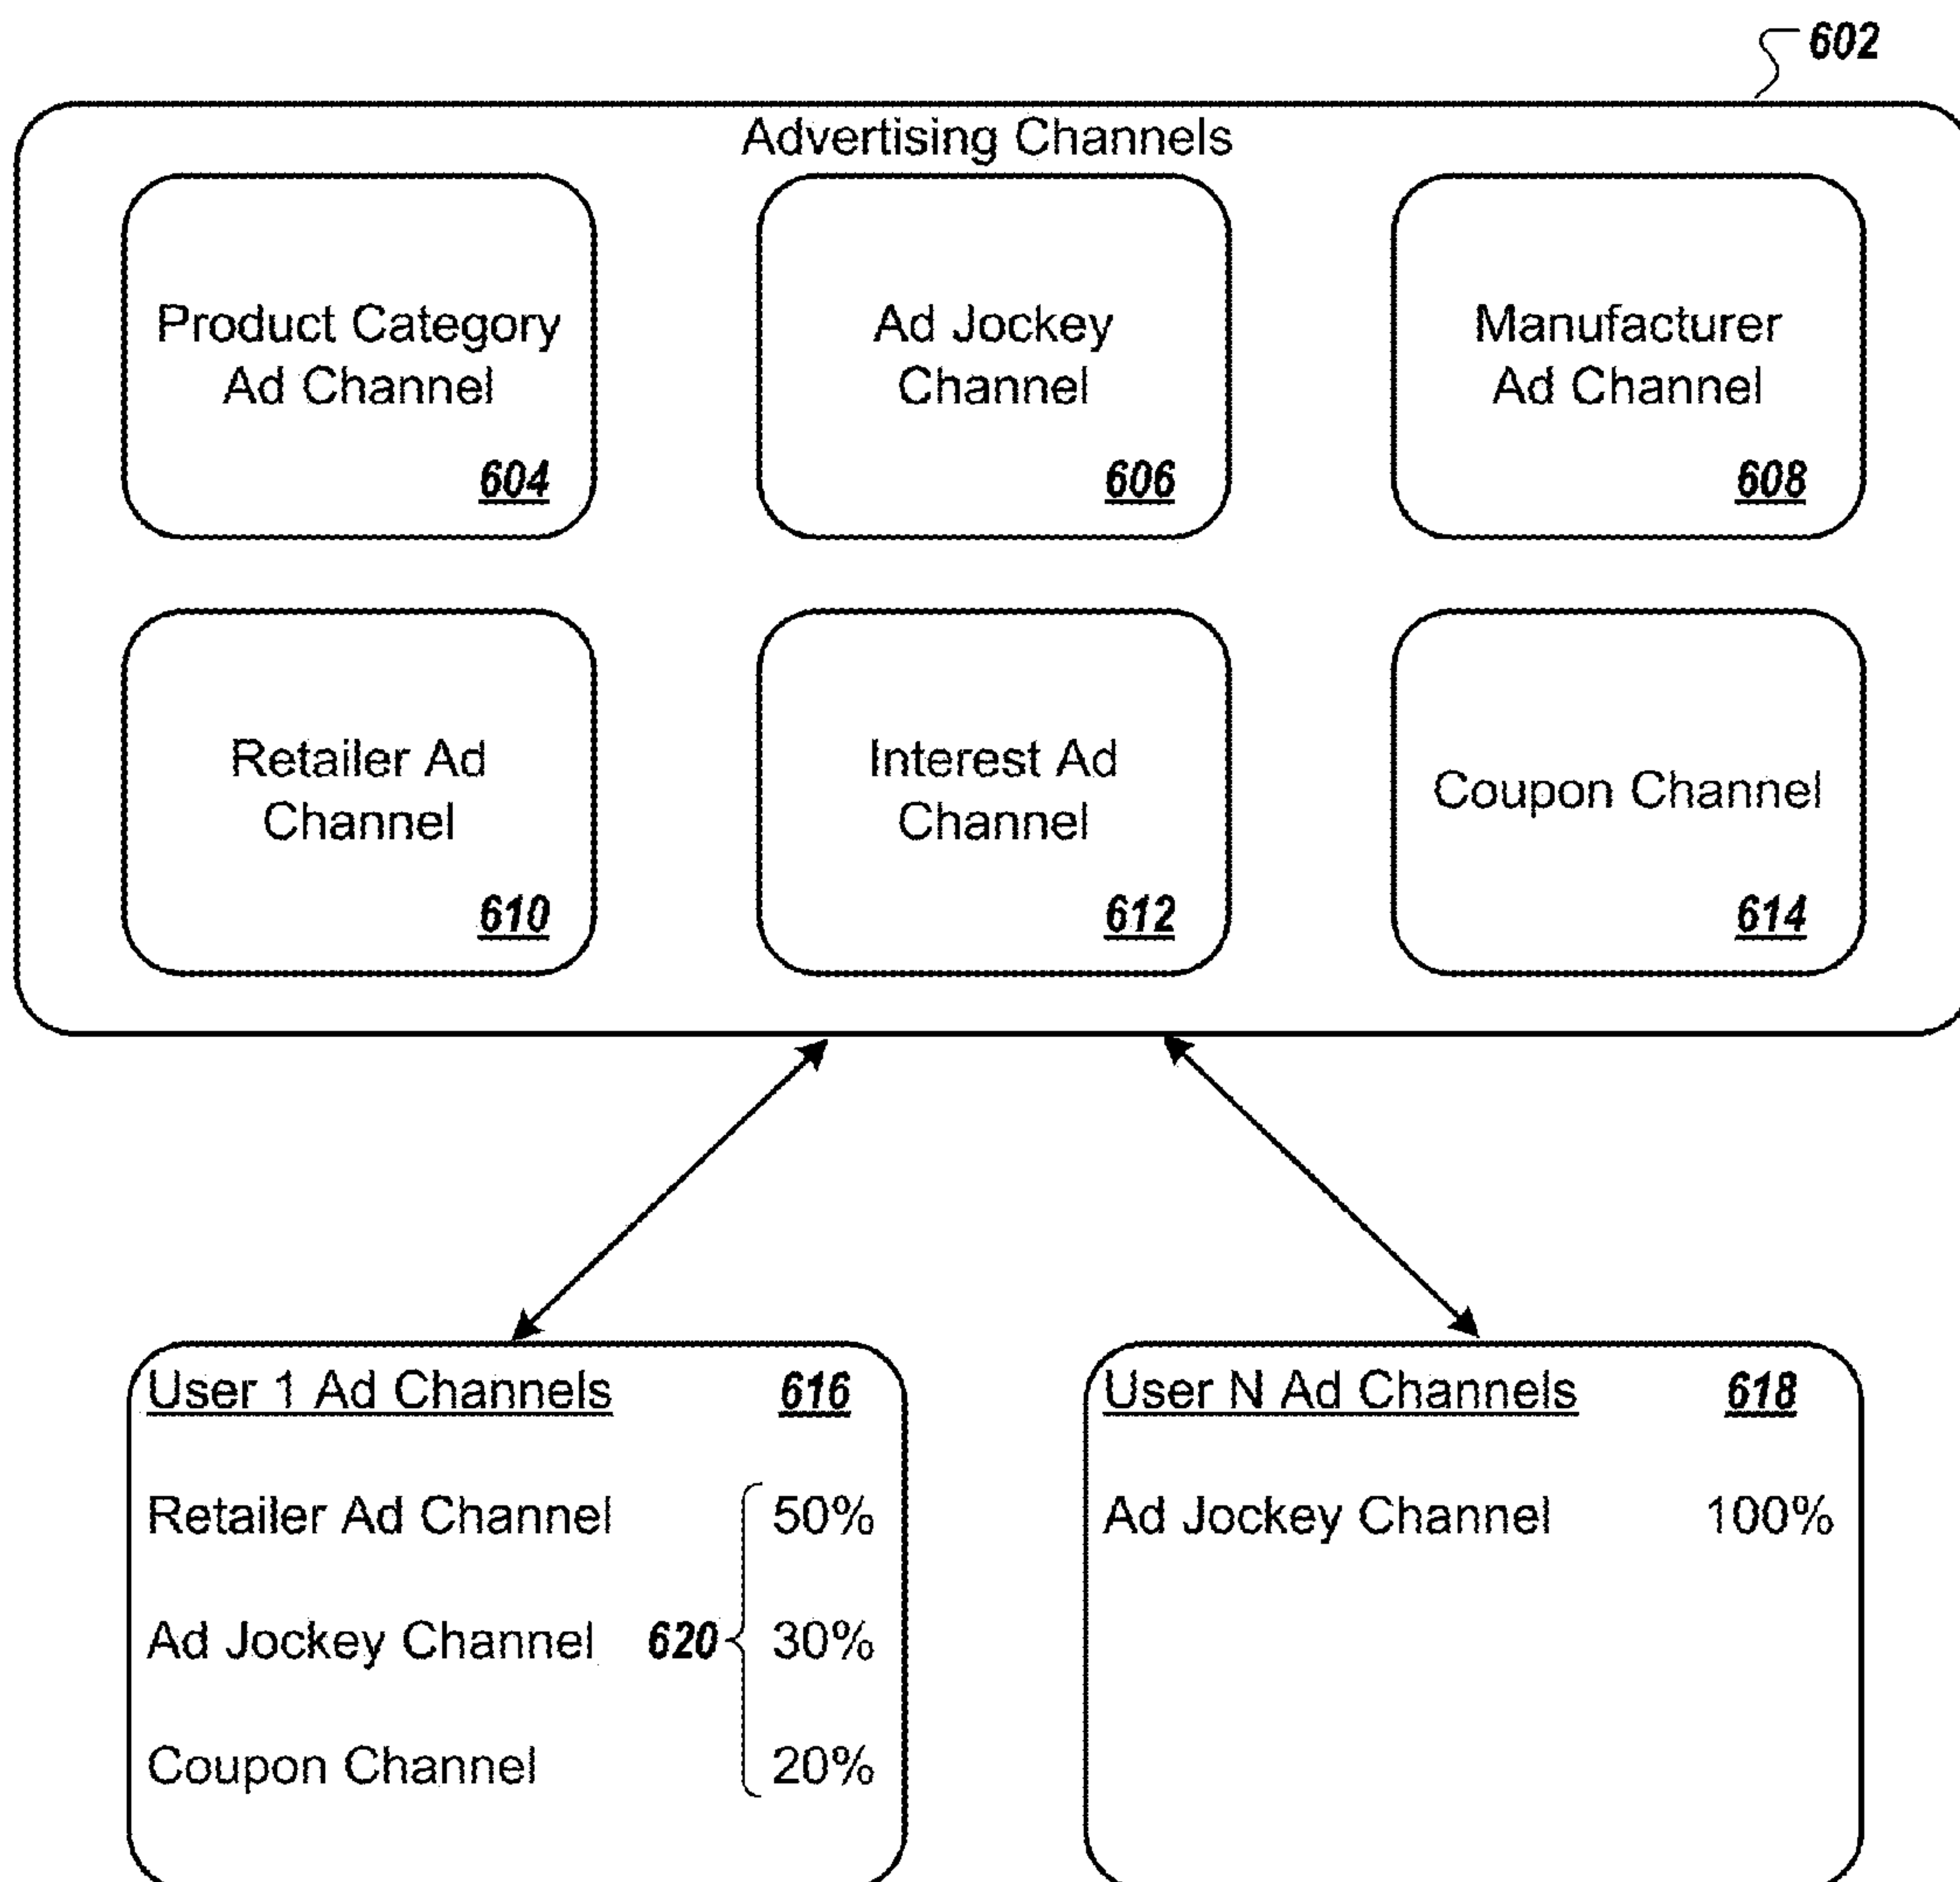 602
Advertising Channels
Product Category
Ad Channel
604
Ad Jockey
Channel
606
Manufacturer
Ad Channel
608
Retailer Ad
Channel
610
Interest Ad
Channel
612
Coupon Channel
614
User 1 Ad Channels 616
Retailer Ad Channel 50%
Ad Jockey Channel 620 30%
Coupon Channel 20%
User N Ad Channels 618
Ad Jockey Channel 100%